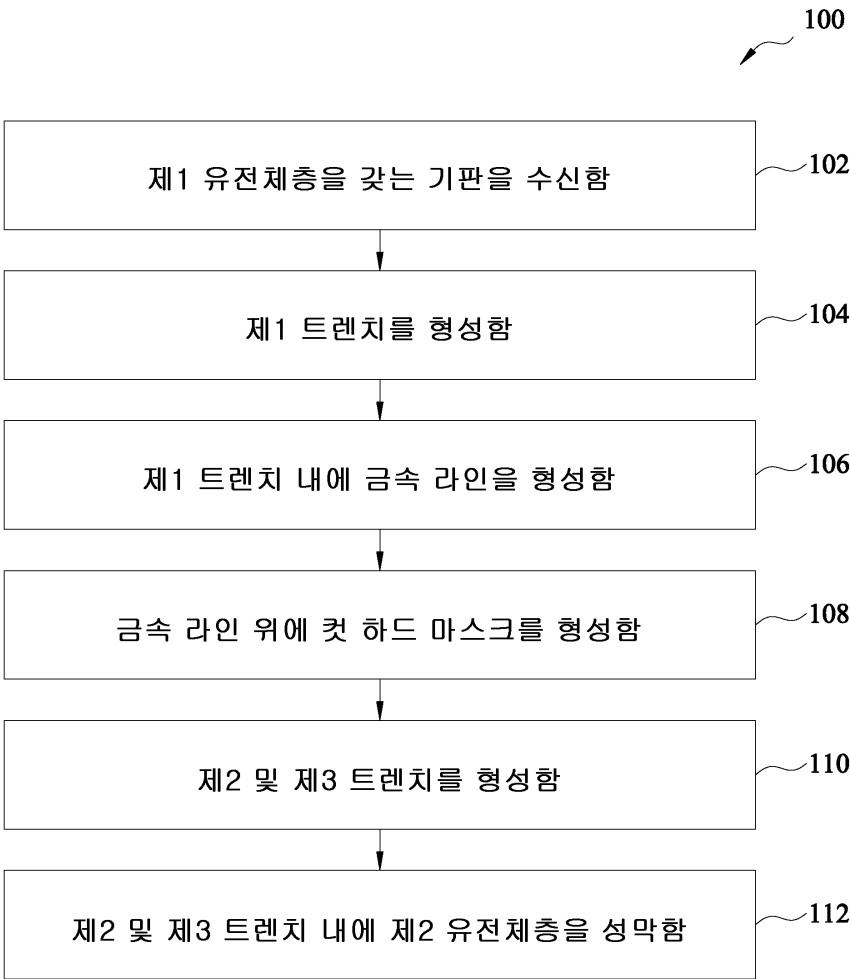 100
제1 유전체층을 갖는 기판을 수신함
102
제1 트렌치를 형성함
104
제1 트렌치 내에 금속 라인을 형성함
106
금속 라인 위에 컷 하드 마스크를 형성함
108
제2 및 제3 트렌치를 형성함
110
제2 및 제3 트렌치 내에 제2 유전체층을 성막함
112